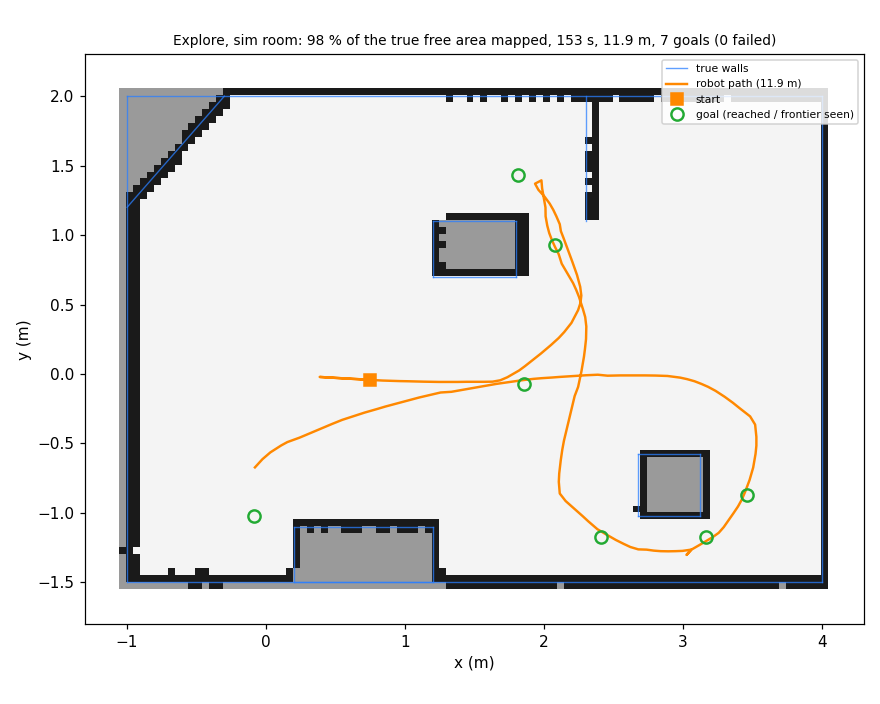 Explore, sim room: 98 % of the true free area mapped, 153 s, 11.9 m, 7 goals (0 failed)
true walls
robot path (11.9 m)
start
goal (reached / frontier seen)
2.0
1.5
1.0
0.5
0.0
−0.5
−1.0
−1.5
y (m)
−1 0 1 2 3 4
x (m)